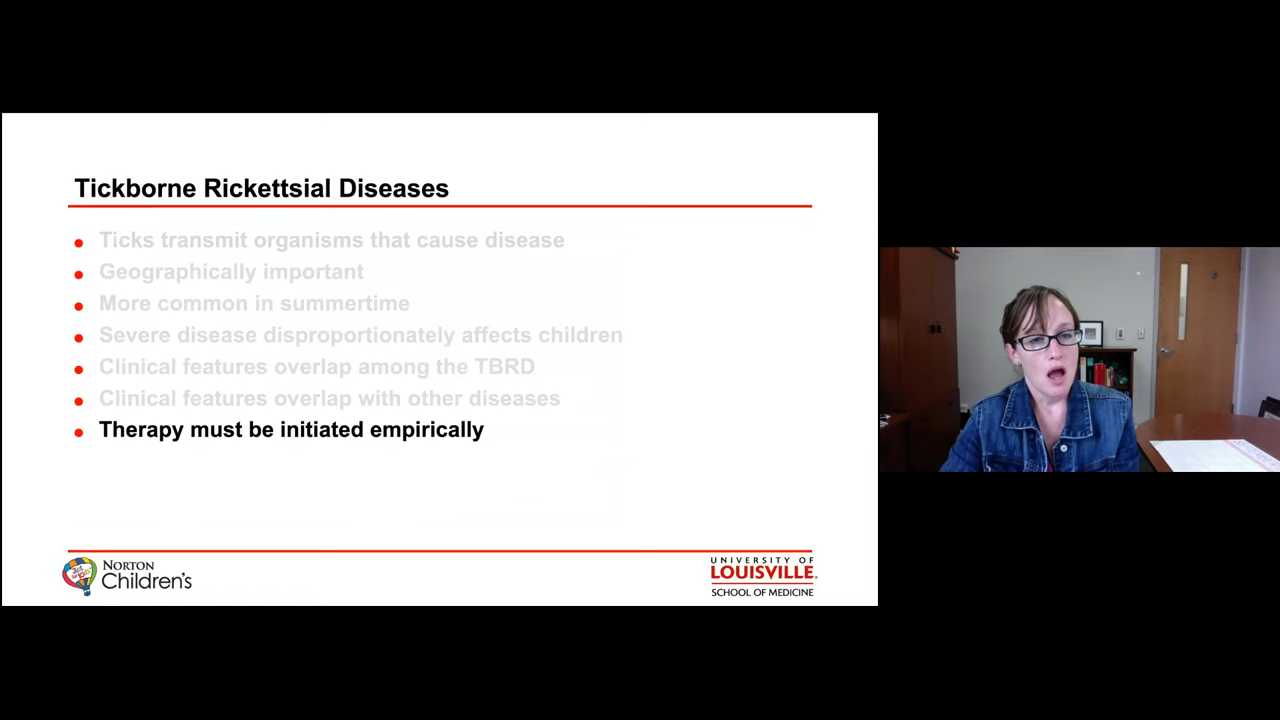 Tickborne Rickettsial Diseases
Ticks transmit organisms that cause disease
Geographically important
More common in summertime
Severe disease disproportionately affects children
Clinical features overlap among the TBRD
Clinical features overlap with other diseases
Therapy must be initiated empirically
NORTON
Children's
UNIVERSITY OF
LOUISVILLE.
SCHOOL OF MEDICINE